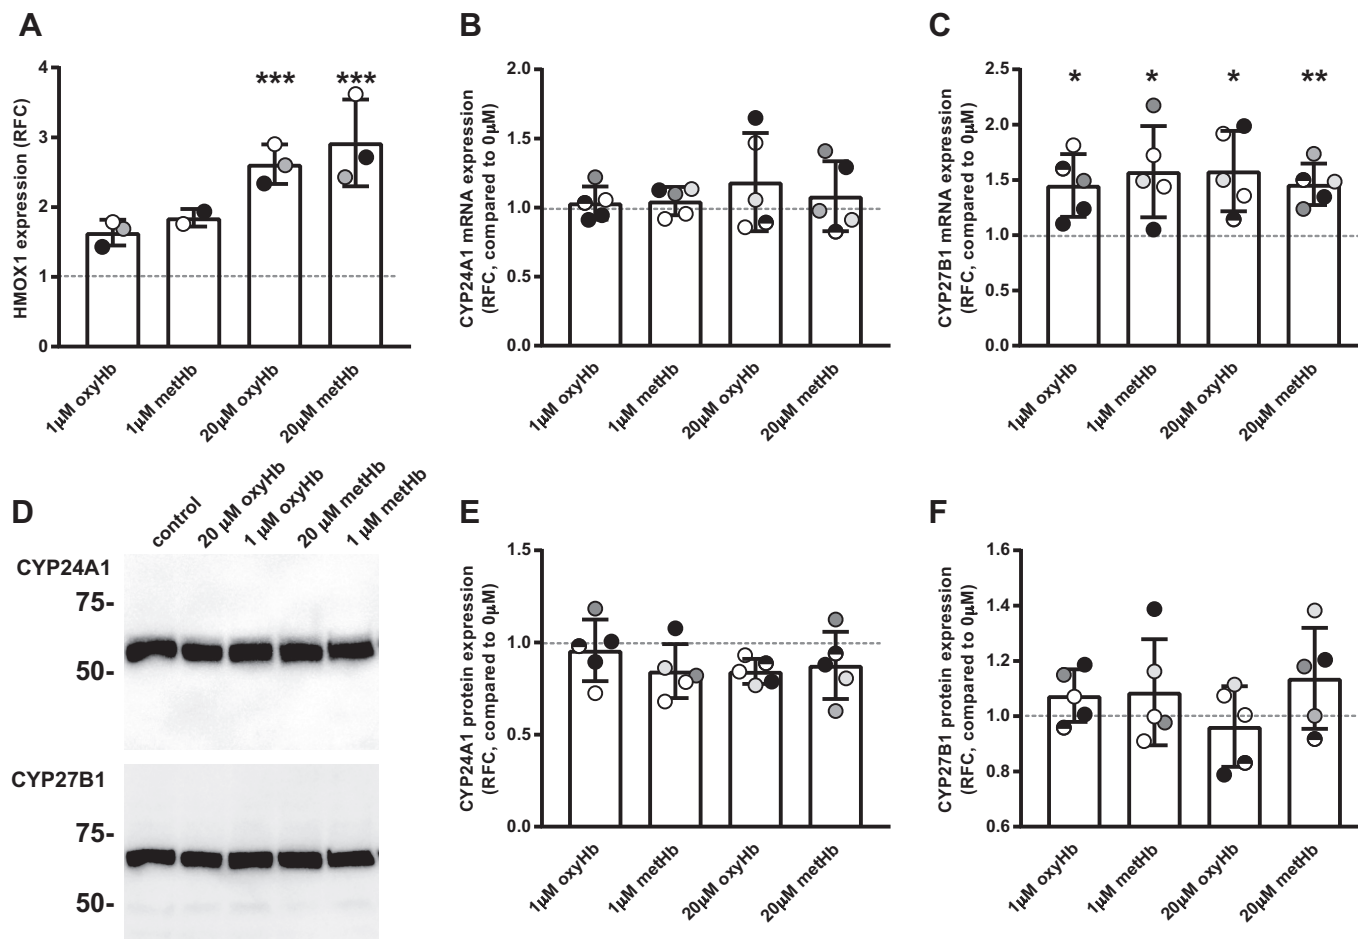 A
HMOX1 expression (RFC)
4
3
2
1
0
***
***
1μM oxyHb
1μM metHb
20μM oxyHb
20μM metHb
B
CYP24A1 mRNA expression
(RFC, compared to 0μM)
2.0
1.5
1.0
0.5
0.0
1μM oxyHb
1μM metHb
20μM oxyHb
20μM metHb
C
CYP27B1 mRNA expression
(RFC, compared to 0μM)
2.5
2.0
1.5
1.0
0.5
0.0
*
*
*
**
1μM oxyHb
1μM metHb
20μM oxyHb
20μM metHb
D
control
20 μM oxyHb
1 μM oxyHb
20 μM metHb
1 μM metHb
CYP24A1
75-
50-
CYP27B1
75-
50-
E
CYP24A1 protein expression
(RFC, compared to 0μM)
1.5
1.0
0.5
0.0
1μM oxyHb
1μM metHb
20μM oxyHb
20μM metHb
F
CYP27B1 protein expression
(RFC, compared to 0μM)
1.6
1.4
1.2
1.0
0.8
0.6
1μM oxyHb
1μM metHb
20μM oxyHb
20μM metHb